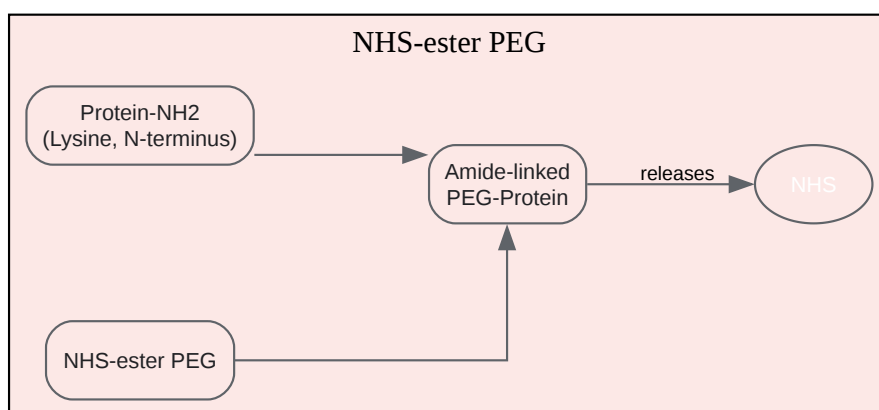 NHS-ester PEG
Protein-NH2
(Lysine, N-terminus)
Amide-linked
PEG-Protein
releases
NHS
NHS-ester PEG